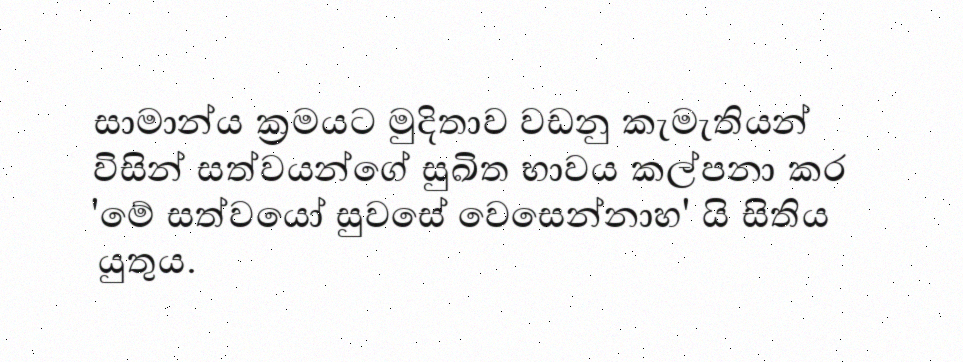 සාමාන්ය ක්‍රමයට මුදිතාව වඩනු කැමැතියන්
විසින් සත්වයන්ගේ සුඛිත භාවය කල්පනා කර
'මේ සත්වයෝ සුවසේ වෙසෙන්නාහ' යි සිතිය
යුතුය.